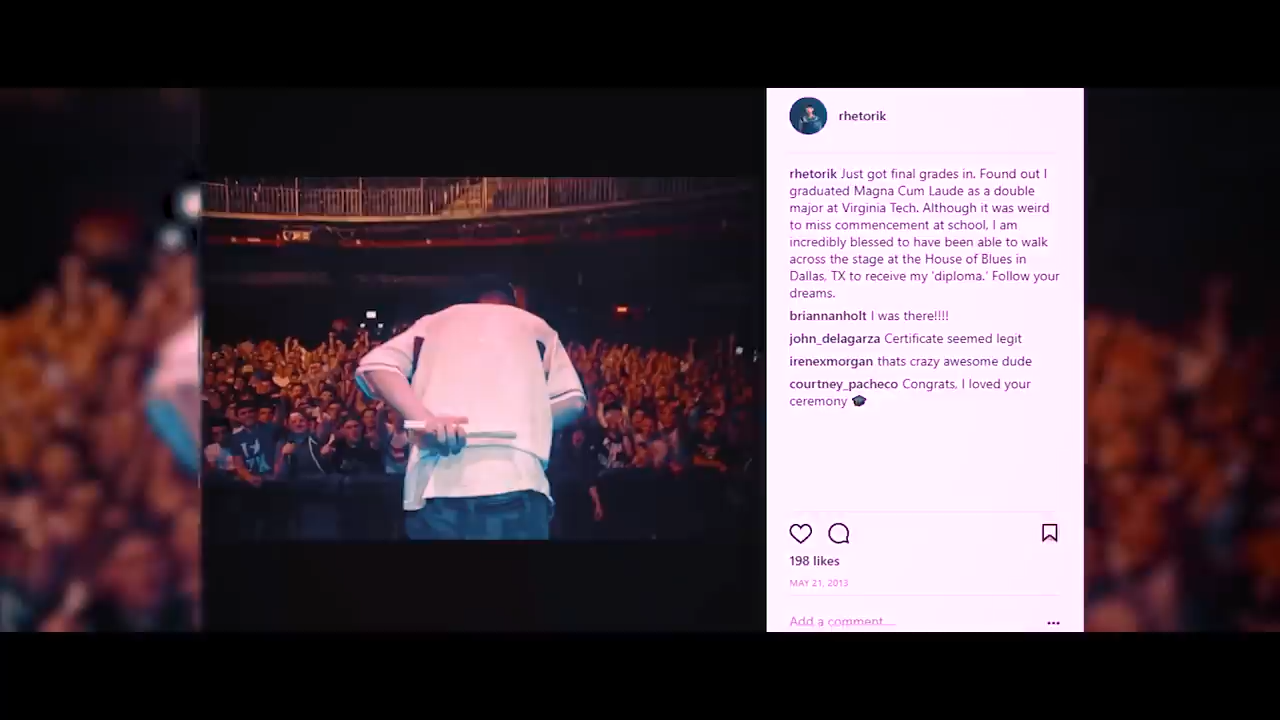 rhetorik
rhetorik Just got final grades in. Found out I
graduated Magna Cum Laude as a double
major at Virginia Tech. Although it was weird
to miss commencement at school, I am
incredibly blessed to have been able to walk
across the stage at the House of Blues in
Dallas, TX to receive my 'diploma.' Follow your
dreams.
briannanholt I was there!!!!
john_delagarza Certificate seemed legit
irenexmorgan thats crazy awesome dude
courtney_pacheco Congrats, I loved your
ceremony 🎓
198 likes
MAY 21, 2013
Add a comment...